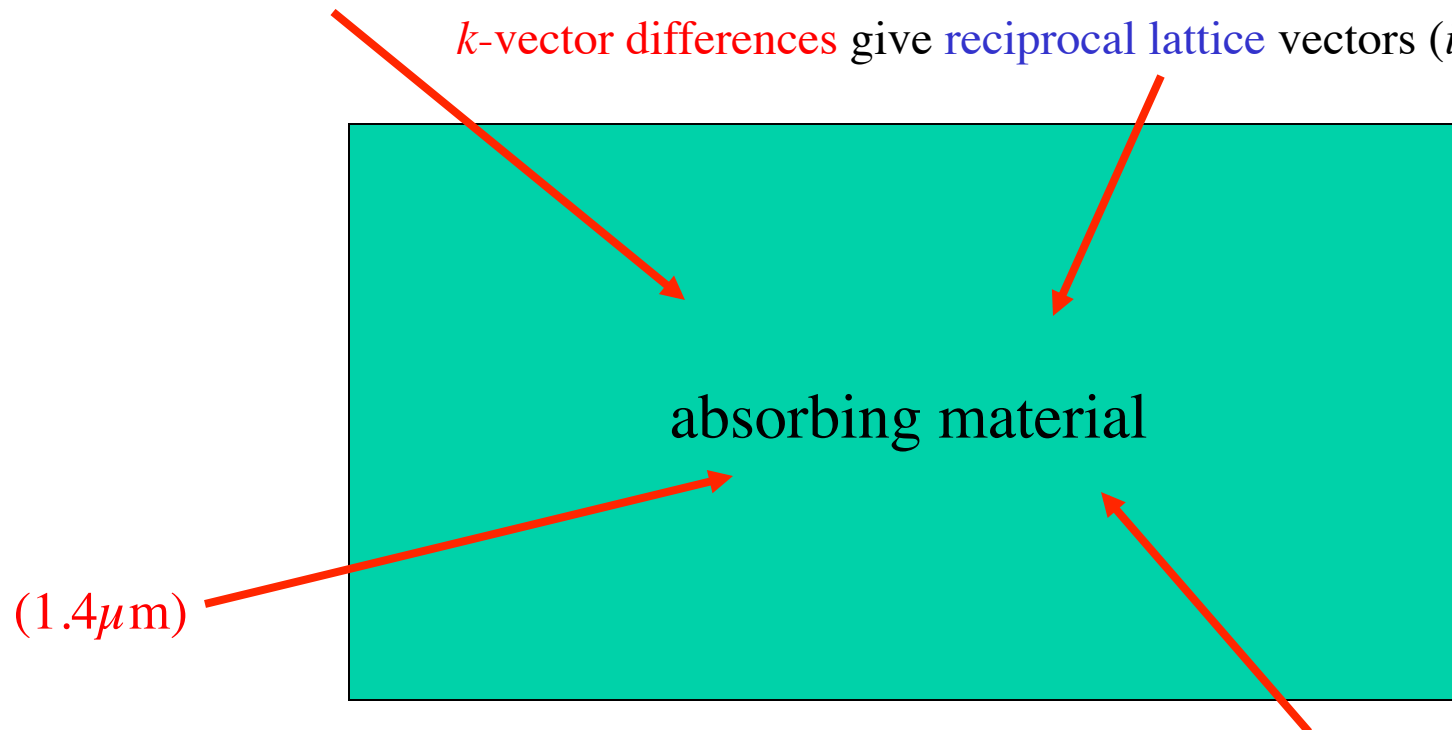 k-vector differences give reciprocal lattice vectors (
absorbing material
(1.4µm)